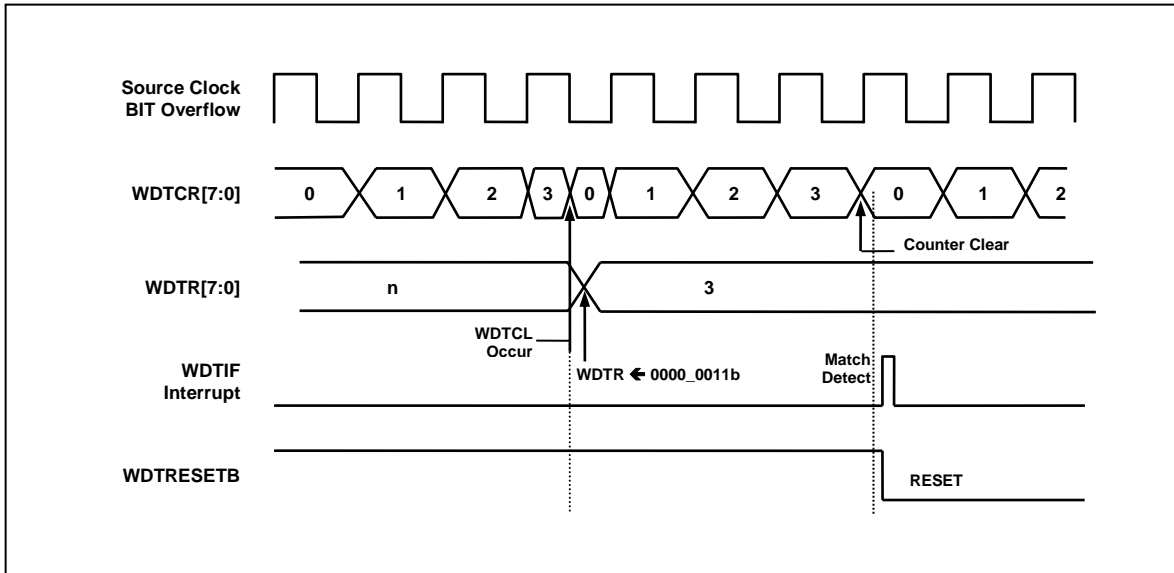 Source Clock
BIT Overflow
WDTCR[7:0]
0 1 2 3 0 1 2 3 0 1 2
Counter Clear
WDTR[7:0]
n 3
WDTCL
Occur
WDTR 🡰 0000_0011b
Match
Detect
WDTIF
Interrupt
WDTRESETB
RESET